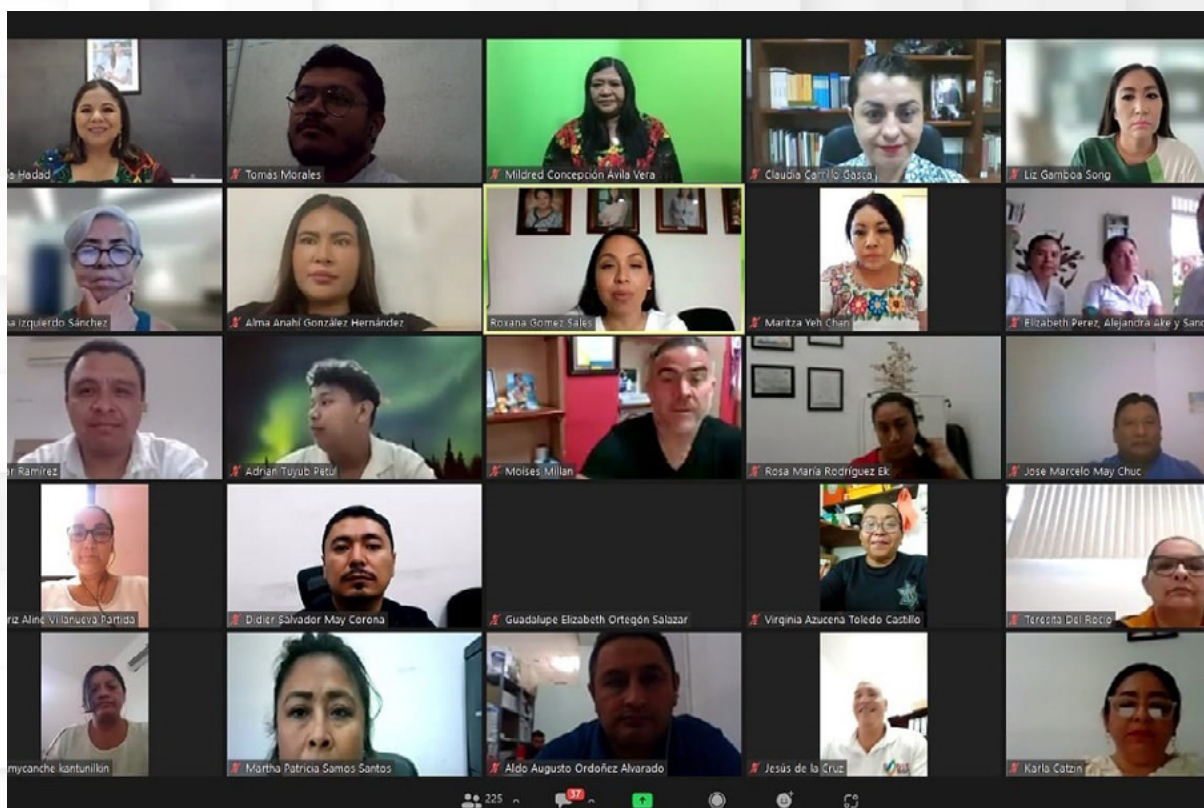 ía Hadad
Tomás Morales
Mildred Concepción Ávila Vera
Claudia Carrillo Gasca
Liz Gamboa Song
na Izquierdo Sánchez
Alma Anahí González Hernández
Roxana Gomez Sales
Maritza Yeh Chan
Elizabeth Perez, Alejandra Ake y San
ar Ramírez
Adrian Tuyub Petul
Moises Millan
Rosa María Rodríguez Ek
Jose Marcelo May Chuc
riz Aline Villanueva Partida
Didier Salvador May Corona
Guadalupe Elizabeth Ortegón Salazar
Virginia Azucena Toledo Castillo
Teresita Del Rocio
mycanche kantunilkin
Martha Patricia Samos Santos
Aldo Augusto Ordoñez Alvarado
Jesús de la Cruz
Karla Catzin
225
37